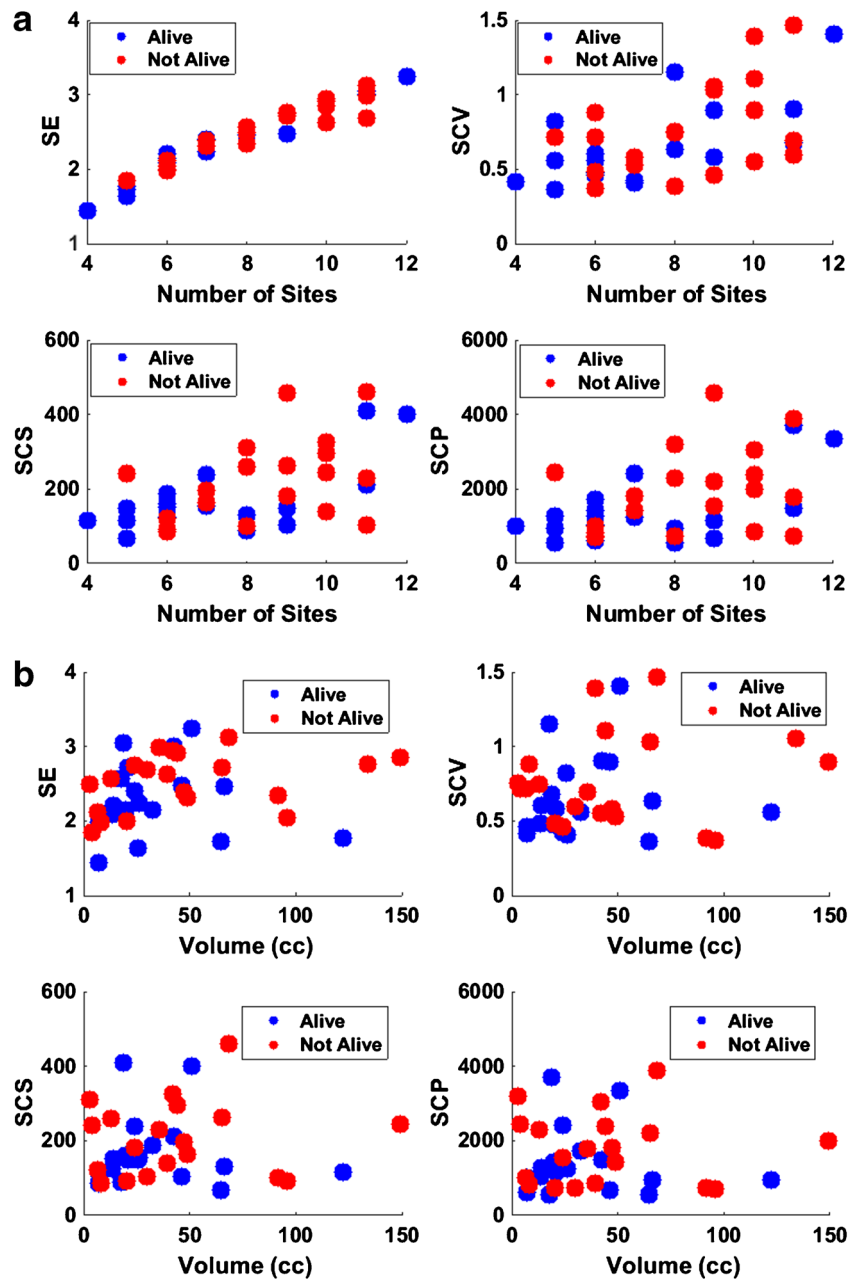 a
SE
4
3
2
1
Alive
Not Alive
4 6 8 10 12
Number of Sites
SCV
1.5
1
0.5
0
Alive
Not Alive
4 6 8 10 12
Number of Sites
SCS
600
400
200
0
Alive
Not Alive
4 6 8 10 12
Number of Sites
SCP
6000
4000
2000
0
Alive
Not Alive
4 6 8 10 12
Number of Sites
b
SE
4
3
2
1
Alive
Not Alive
0 50 100 150
Volume (cc)
SCV
1.5
1
0.5
0
Alive
Not Alive
0 50 100 150
Volume (cc)
SCS
600
400
200
0
Alive
Not Alive
0 50 100 150
Volume (cc)
SCP
6000
4000
2000
0
Alive
Not Alive
0 50 100 150
Volume (cc)